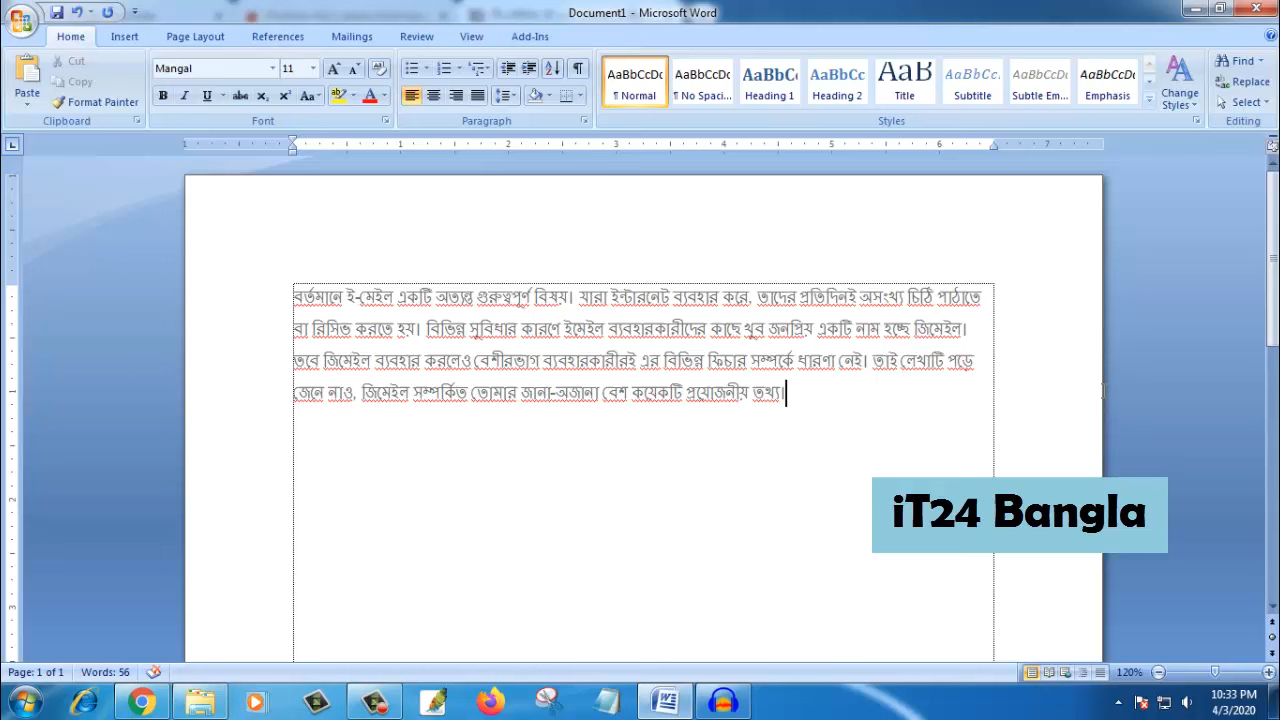 Document1 - Microsoft Word
Home Insert Page Layout References Mailings Review View Add-Ins
Paste
Cut
Copy
Format Painter
Clipboard
Mangal 11
Font
Paragraph
AaBbCcDc AaBbCcDc AaBbCc AaBbCc AaB AaBbCc. AaBbCcDc AaBbCcDc
¶ Normal ¶ No Spaci... Heading 1 Heading 2 Title Subtitle Subtle Em... Emphasis
Change Styles
Styles
Find
Replace
Select
Editing
বর্তমানে ই-মেইল একটি অত্যন্ত গুরুত্বপূর্ণ বিষয়। যারা ইন্টারনেট ব্যবহার করে, তাদের প্রতিদিনই অসংখ্য চিঠি পাঠাতে
বা রিসিভ করতে হয়। বিভিন্ন সুবিধার কারণে ইমেইল ব্যবহারকারীদের কাছে খুব জনপ্রিয় একটি নাম হচ্ছে জিমেইল।
তবে জিমেইল ব্যবহার করলেও বেশীরভাগ ব্যবহারকারীরই এর বিভিন্ন ফিচার সম্পর্কে ধারণা নেই। তাই লেখাটি পড়ে
জেনে নাও, জিমেইল সম্পর্কিত তোমার জানা-অজানা বেশ কয়েকটি প্রয়োজনীয় তথ্য।
iT24 Bangla
Page: 1 of 1 Words: 56 120%
10:33 PM
4/3/2020